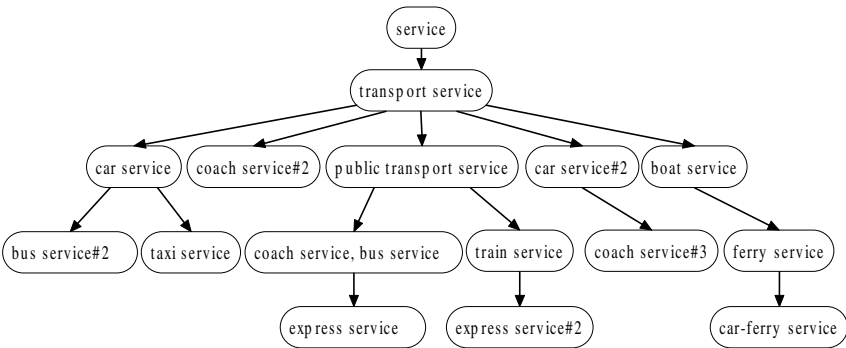 service
transport service
car service
coach service#2
public transport service
car service#2
boat service
bus service#2
taxi service
coach service, bus service
train service
coach service#3
ferry service
express service
express service#2
car-ferry service